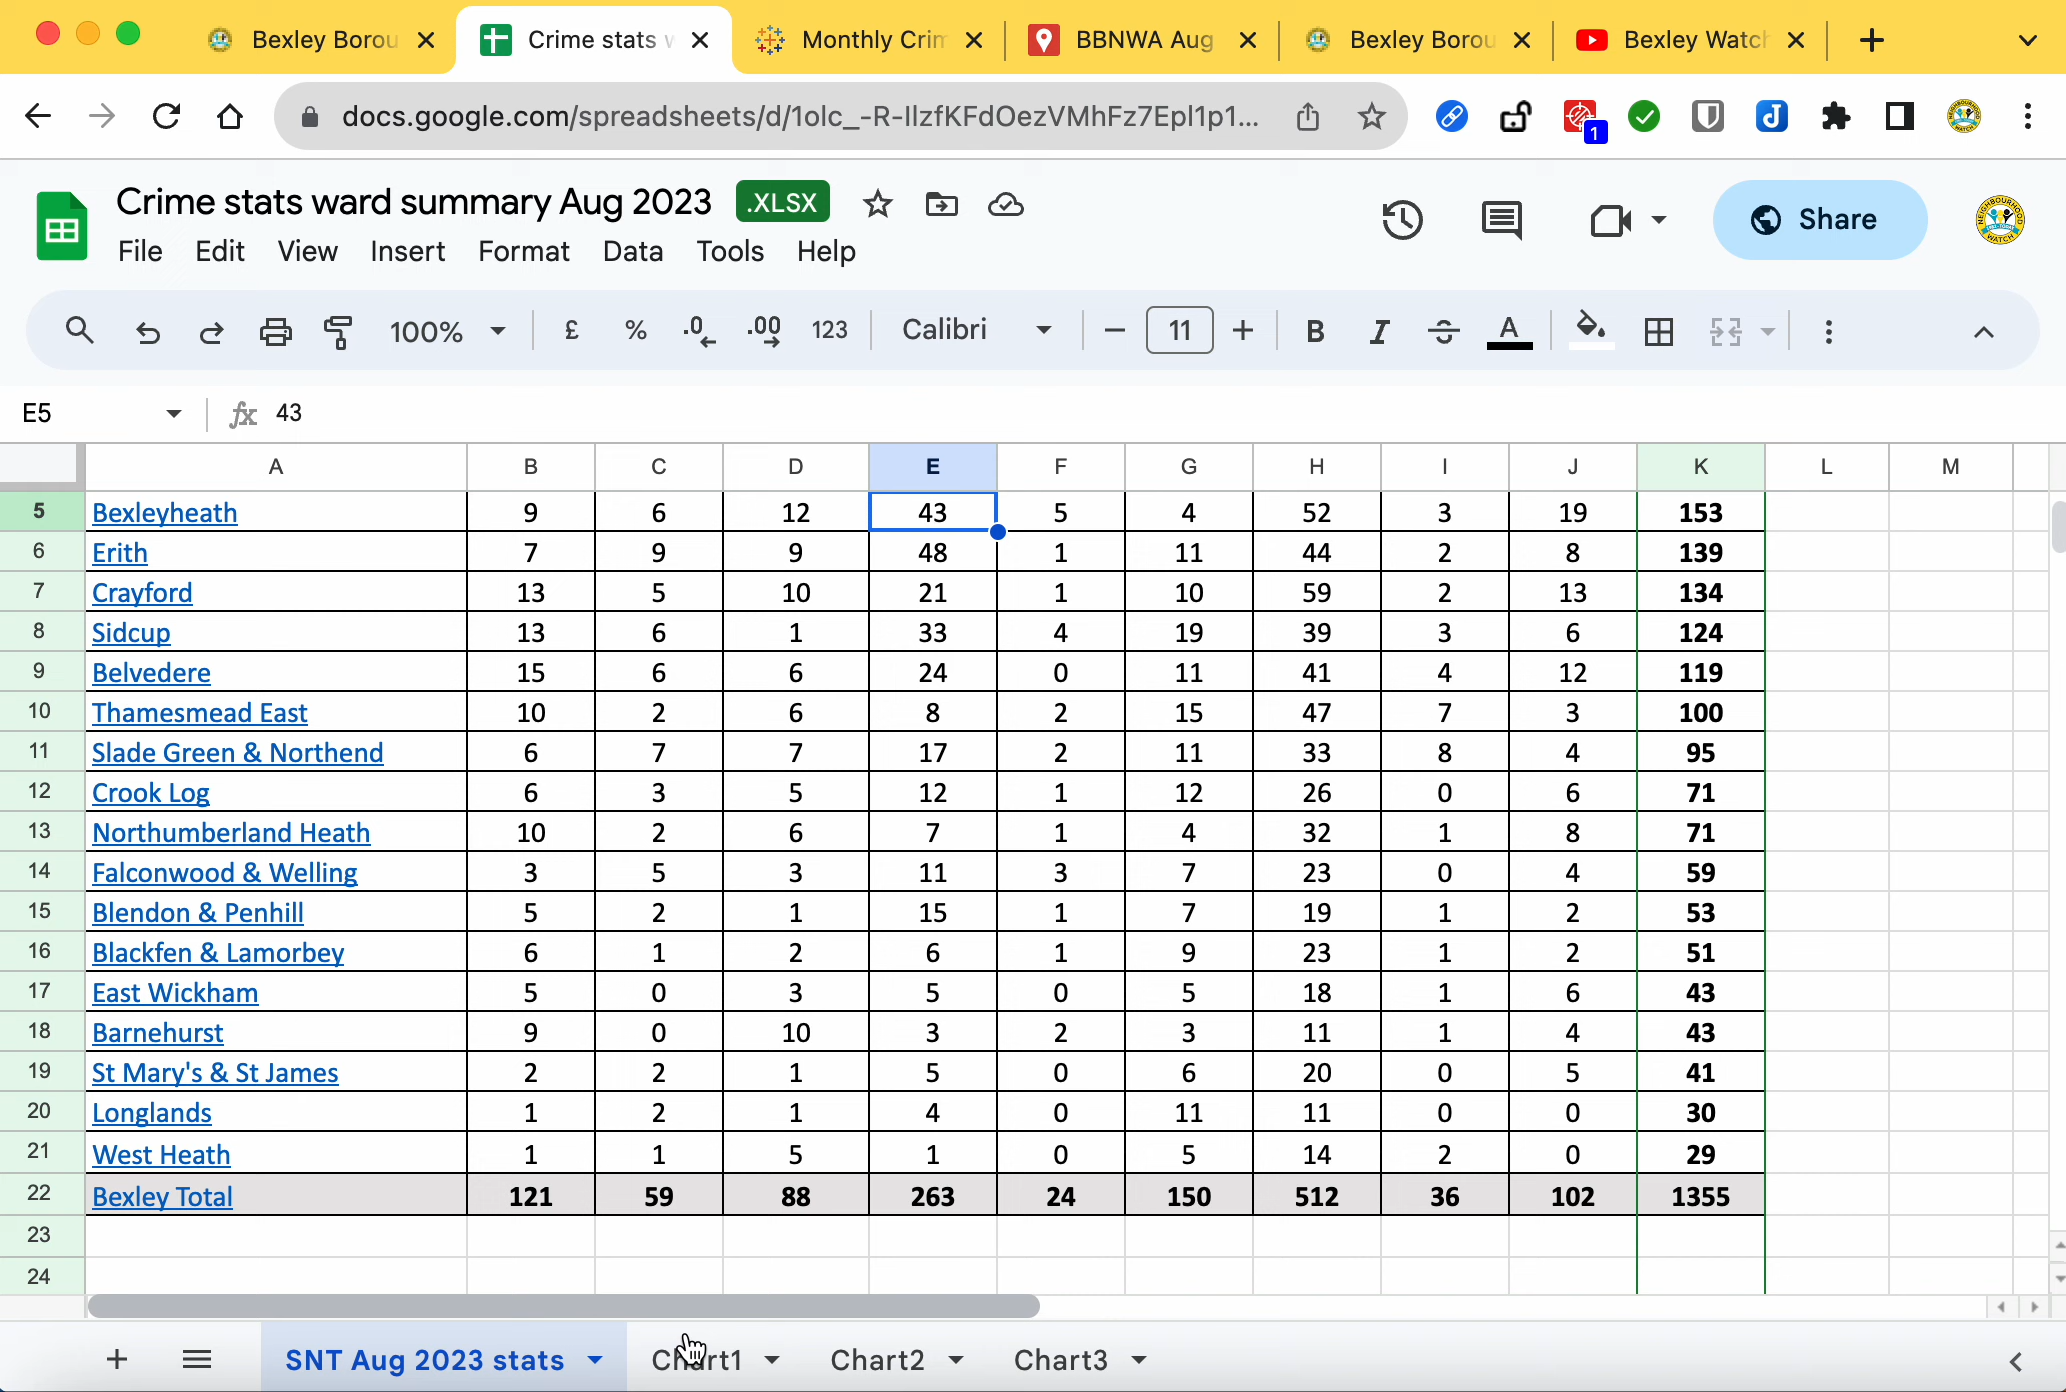 Bexley Borou Crime stats w Monthly Crim BBNWA Aug Bexley Borou Bexley Watch
docs.google.com/spreadsheets/d/1olc_-R-IlzfKFdOezVMhFz7Epl1p1... 1
Crime stats ward summary Aug 2023 .XLSX
File Edit View Insert Format Data Tools Help
Share
100% £ % .0 .00 123 Calibri 11 B I S A
E5 fx 43
A B C D E F G H I J K L M
5 Bexleyheath 9 6 12 43 5 4 52 3 19 153
6 Erith 7 9 9 48 1 11 44 2 8 139
7 Crayford 13 5 10 21 1 10 59 2 13 134
8 Sidcup 13 6 1 33 4 19 39 3 6 124
9 Belvedere 15 6 6 24 0 11 41 4 12 119
10 Thamesmead East 10 2 6 8 2 15 47 7 3 100
11 Slade Green & Northend 6 7 7 17 2 11 33 8 4 95
12 Crook Log 6 3 5 12 1 12 26 0 6 71
13 Northumberland Heath 10 2 6 7 1 4 32 1 8 71
14 Falconwood & Welling 3 5 3 11 3 7 23 0 4 59
15 Blendon & Penhill 5 2 1 15 1 7 19 1 2 53
16 Blackfen & Lamorbey 6 1 2 6 1 9 23 1 2 51
17 East Wickham 5 0 3 5 0 5 18 1 6 43
18 Barnehurst 9 0 10 3 2 3 11 1 4 43
19 St Mary's & St James 2 2 1 5 0 6 20 0 5 41
20 Longlands 1 2 1 4 0 11 11 0 0 30
21 West Heath 1 1 5 1 0 5 14 2 0 29
22 Bexley Total 121 59 88 263 24 150 512 36 102 1355
23
24
SNT Aug 2023 stats Chart1 Chart2 Chart3